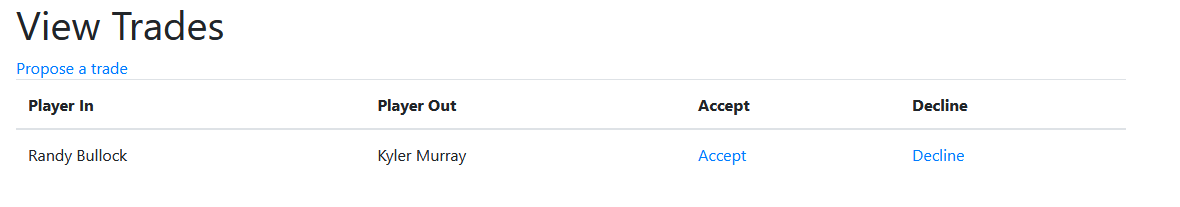 View Trades
Propose a trade
Player In Player Out Accept Decline
Randy Bullock Kyler Murray Accept Decline